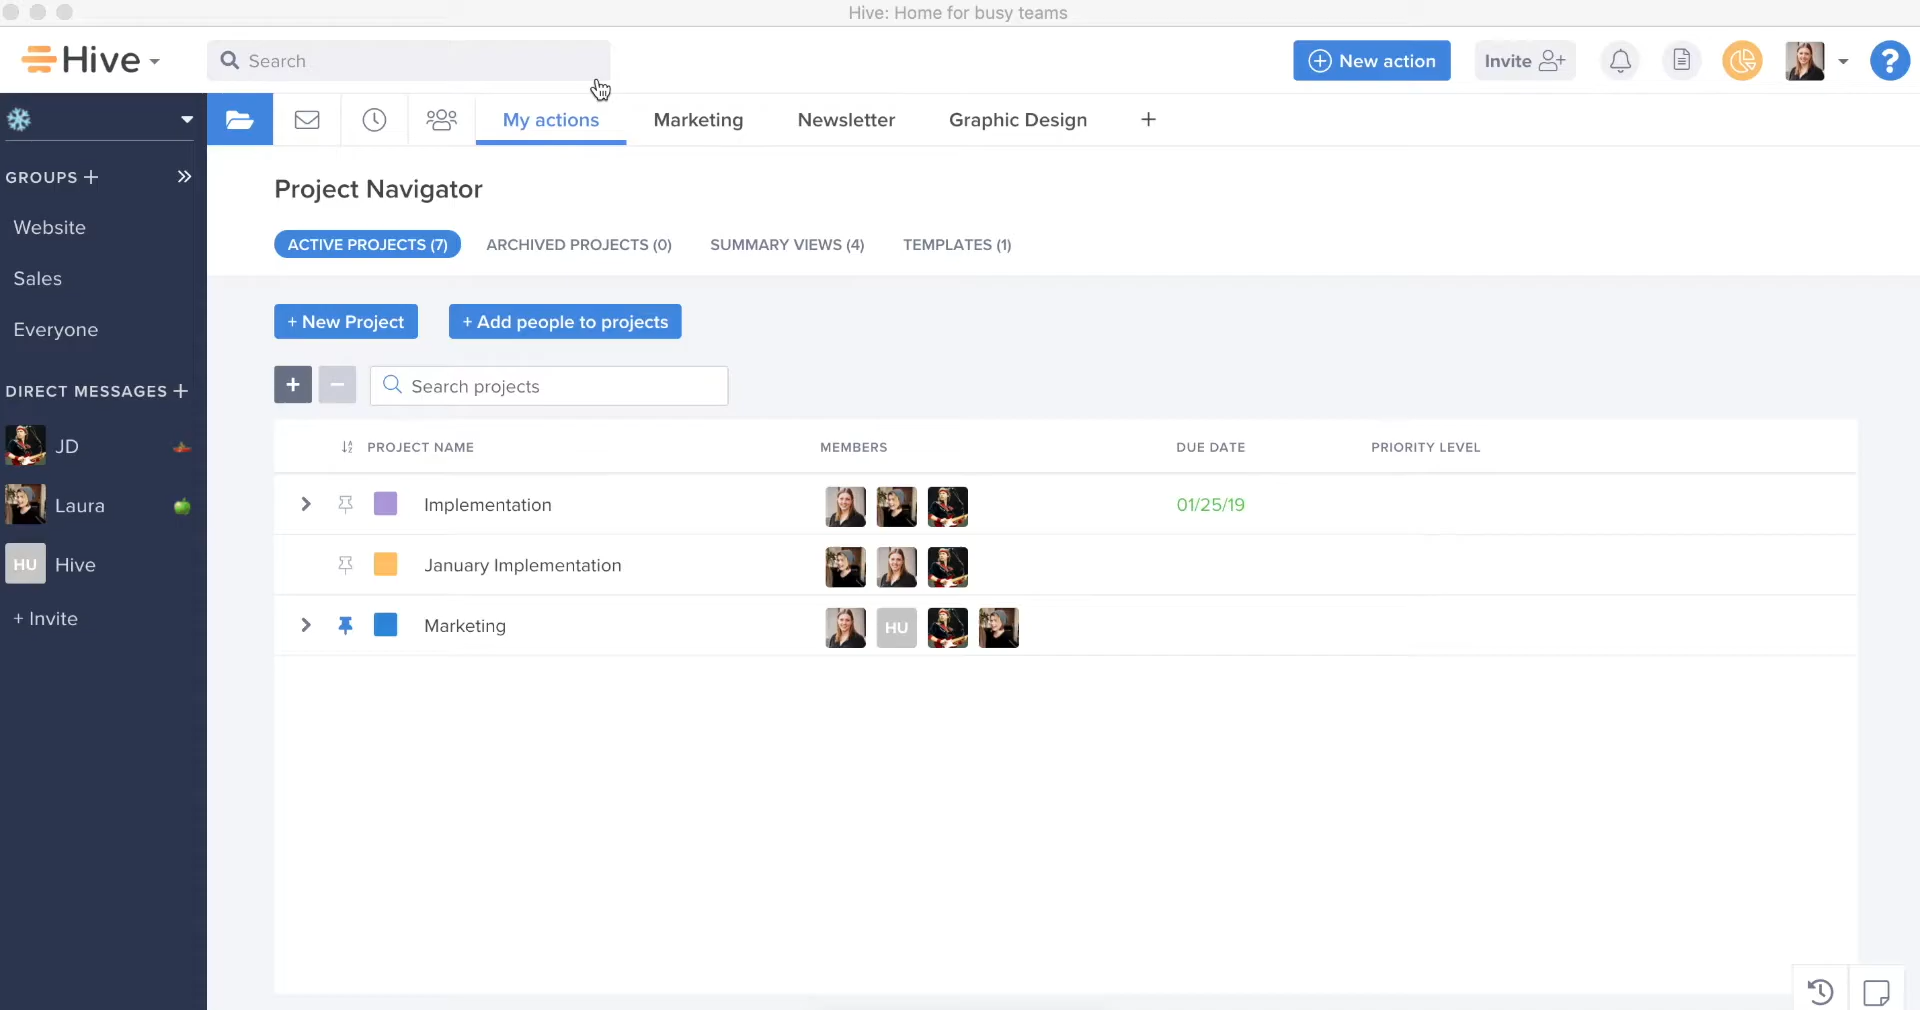 Hive: Home for busy teams
Hive
Search
New action
Invite
?
My actions
Marketing
Newsletter
Graphic Design
+
GROUPS +
Website
Sales
Everyone
DIRECT MESSAGES +
JD
Laura
HU Hive
+ Invite
Project Navigator
ACTIVE PROJECTS (7)
ARCHIVED PROJECTS (0)
SUMMARY VIEWS (4)
TEMPLATES (1)
+ New Project
+ Add people to projects
+
−
Search projects
PROJECT NAME MEMBERS DUE DATE PRIORITY LEVEL
Implementation 01/25/19
January Implementation
Marketing HU